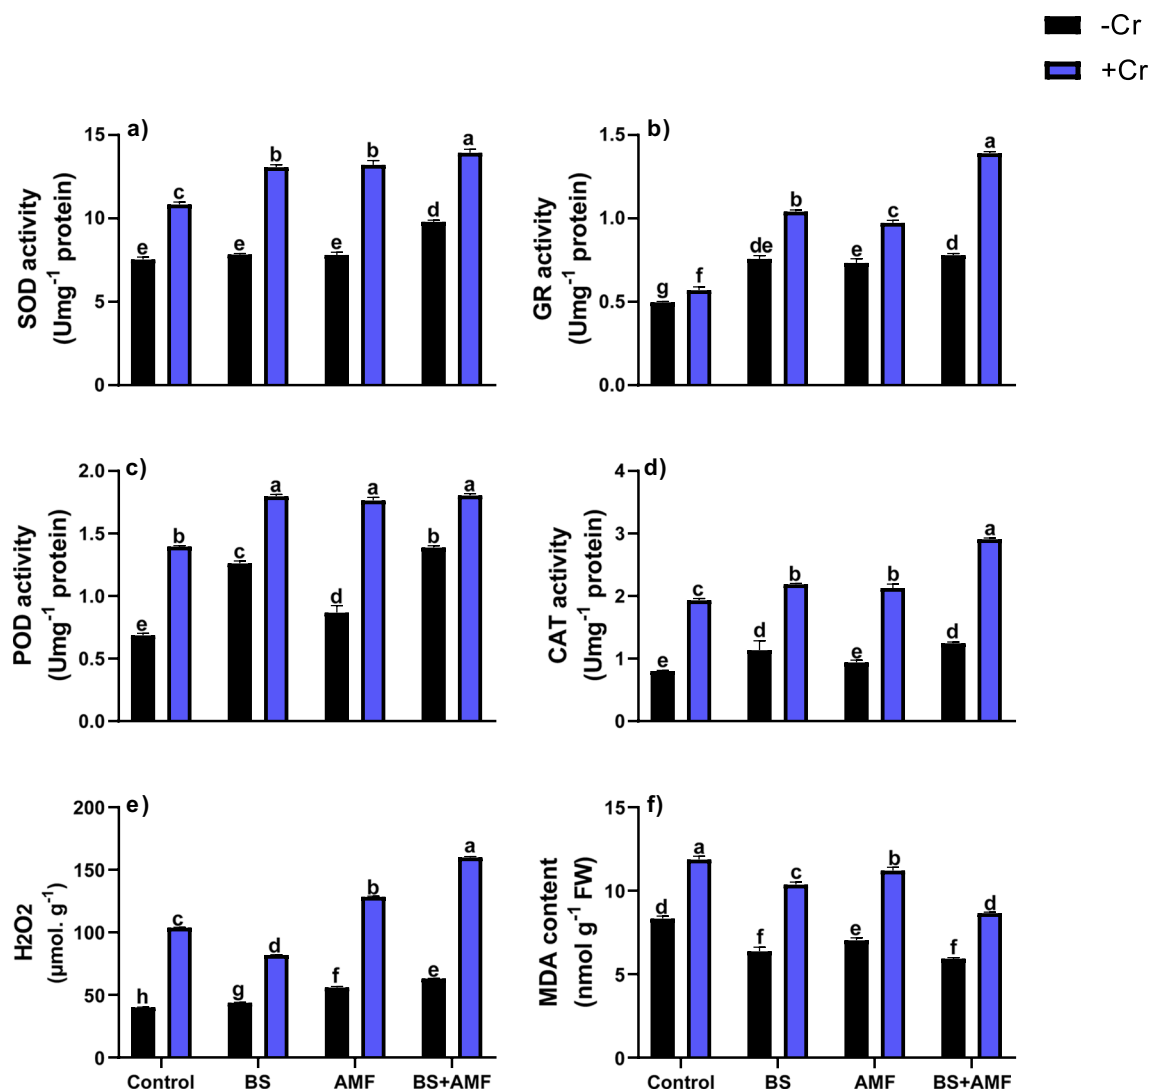 -Cr
+Cr
a)
SOD activity
(Umg-1 protein)
15
10
5
0
e
c
e
b
e
b
d
a
b)
GR activity
(Umg-1 protein)
1.5
1.0
0.5
0.0
g
f
de
b
e
c
d
a
c)
POD activity
(Umg-1 protein)
2.0
1.5
1.0
0.5
0.0
e
b
c
a
d
a
b
a
d)
CAT activity
(Umg-1 protein)
4
3
2
1
0
e
c
d
b
e
b
d
a
e)
H2O2
(µmol. g-1)
200
150
100
50
0
h
c
g
d
f
b
e
a
Control BS AMF BS+AMF
f)
MDA content
(nmol g-1 FW)
15
10
5
0
d
a
f
c
e
b
f
d
Control BS AMF BS+AMF